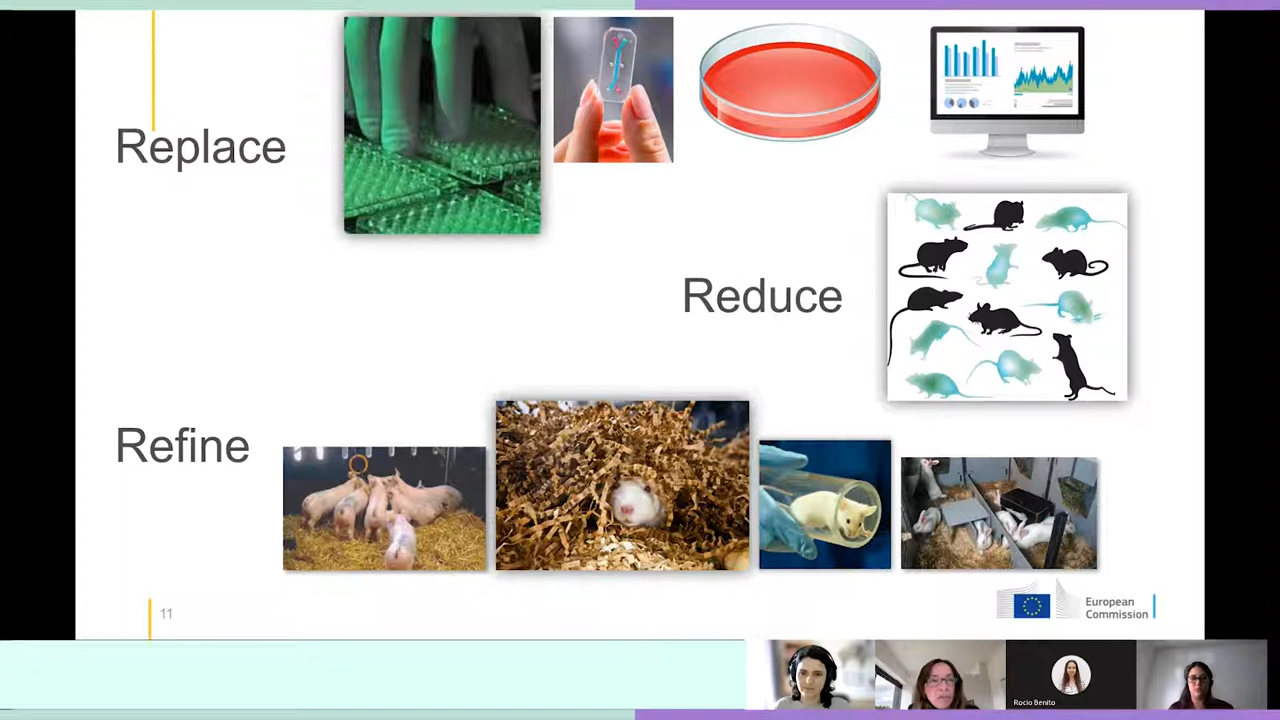 Replace
Reduce
Refine
11
European
Commission
Rocio Benito